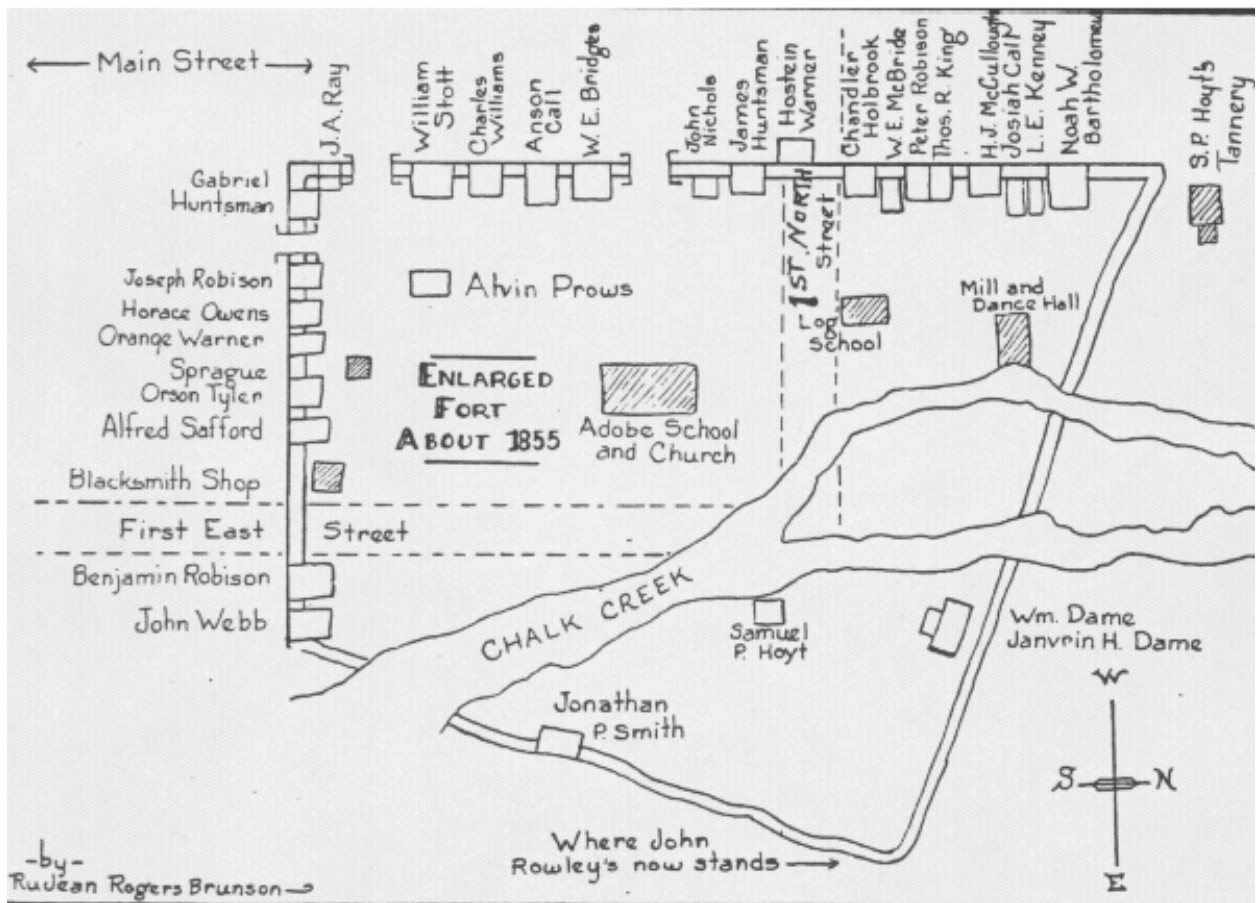 Main Street
J. A. Ray
William
Stott
Charles
Williams
Anson
Call
W. E. Bridges
John
Nichols
James
Huntsman
Hostein
Warner
Chandler
Holbrook
W. E. McBride
Peter Robison
Thos. R. King
H.J. McCullough
Josiah Call
L. E. Kenney
Noah W.
Bartholomew
S. P. Hoyt's
Tannery
Gabriel
Huntsman
Joseph Robison
Horace Owens
Orange Warner
Sprague
Orson Tyler
Alfred Safford
Blacksmith Shop
First East Street
Benjamin Robison
John Webb
Alvin Prows
ENLARGED
FORT
ABOUT 1855
Adobe School
and Church
1ST. NORTH
Street
Log
School
Mill and
Dance Hall
CHALK CREEK
Samuel
P. Hoyt
Wm. Dame
Janvrin H. Dame
Jonathan
P. Smith
Where John
Rowley's now stands
W
S N
E
-by-
RuJean Rogers Brunson